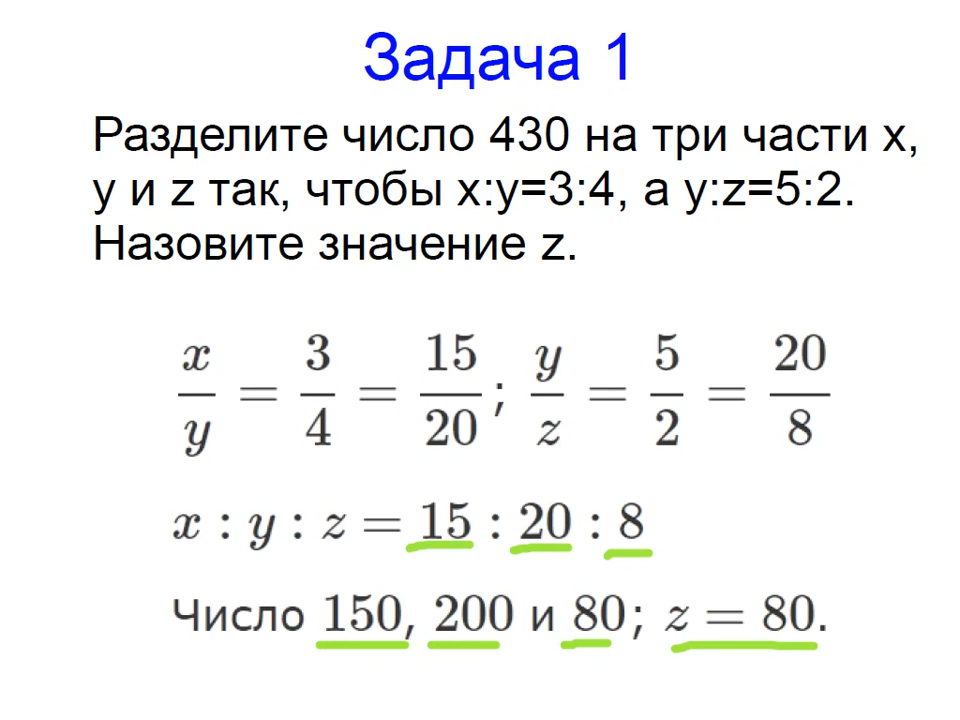 Задача 1
Разделите число 430 на три части x,
y и z так, чтобы x:y=3:4, а y:z=5:2.
Назовите значение z.
x/y = 3/4 = 15/20; y/z = 5/2 = 20/8
x : y : z = 15 : 20 : 8
Число 150, 200 и 80; z = 80.